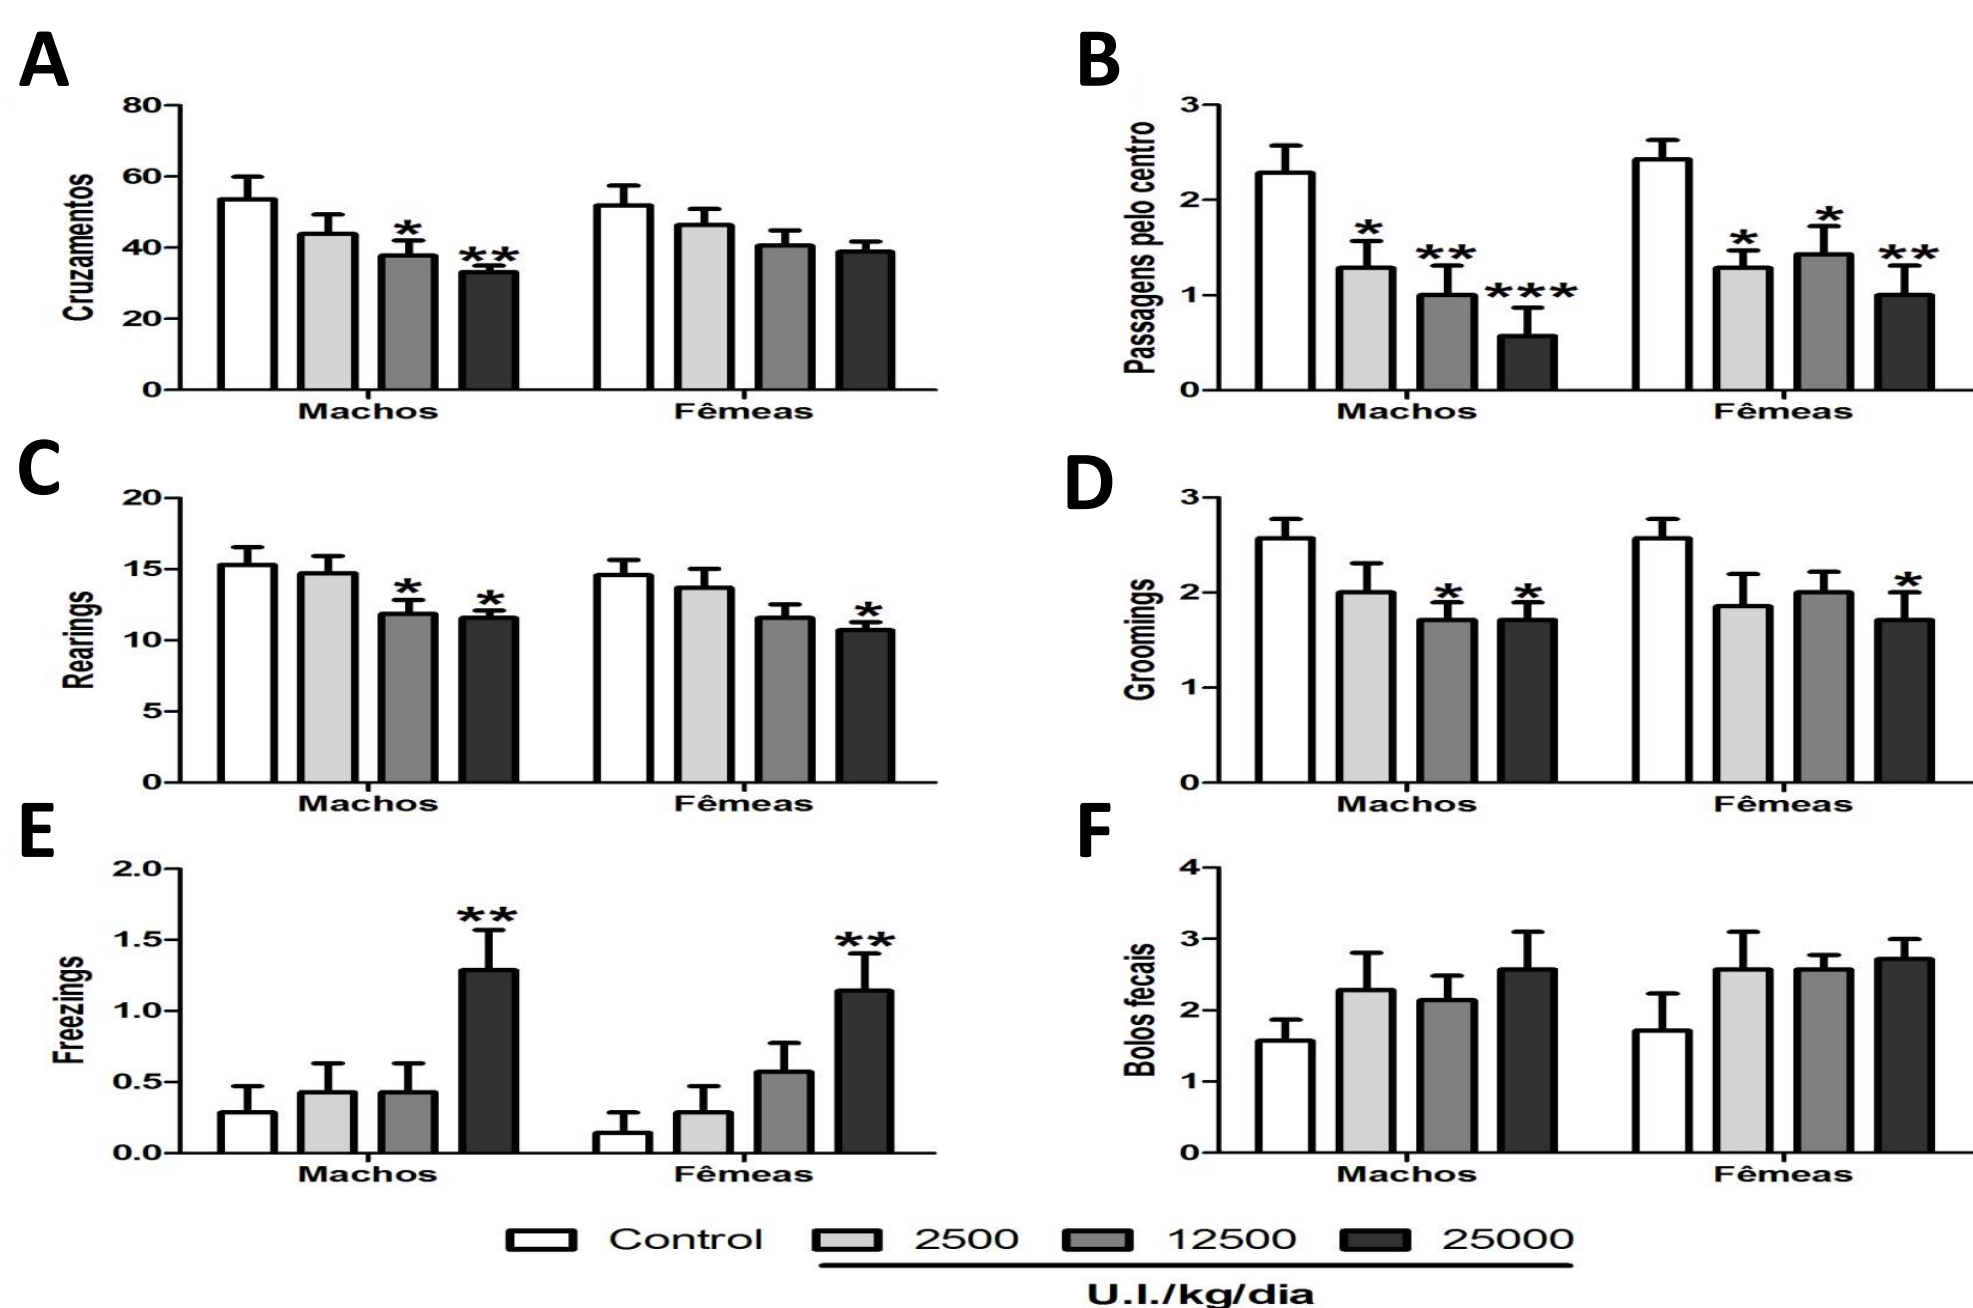 A
Cruzamentos
80
60
40
20
0
*
**
Machos
Fêmeas
B
Passagens pelo centro
3
2
1
0
*
**
***
*
*
**
Machos
Fêmeas
C
Rearings
20
15
10
5
0
*
*
*
Machos
Fêmeas
D
Groomings
3
2
1
0
*
*
*
Machos
Fêmeas
E
Freezings
2.0
1.5
1.0
0.5
0.0
**
**
Machos
Fêmeas
F
Bolos fecais
4
3
2
1
0
Machos
Fêmeas
Control 2500 12500 25000
U.I./kg/dia